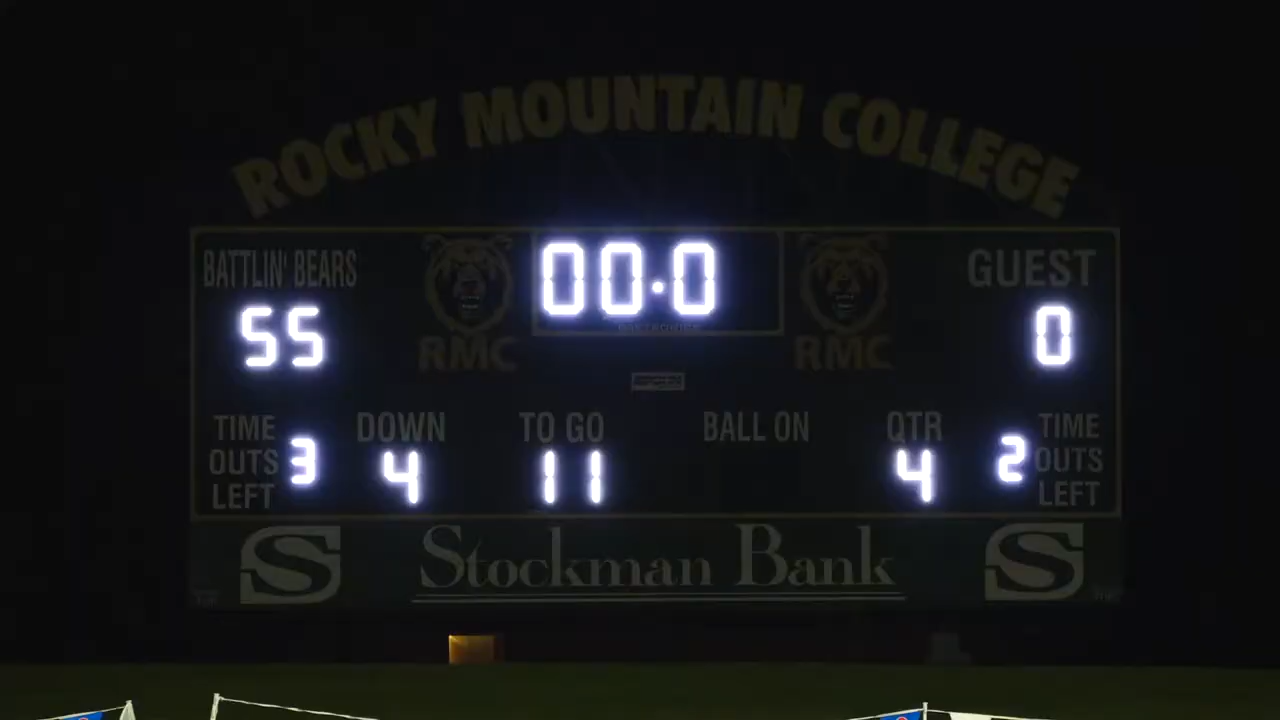 ROCKY MOUNTAIN COLLEGE
BATTLIN' BEARS
00.0
GUEST
55
0
RMC
RMC
TIME OUTS LEFT
3
DOWN
4
TO GO
11
BALL ON
QTR
4
2
TIME OUTS LEFT
S Stockman Bank S